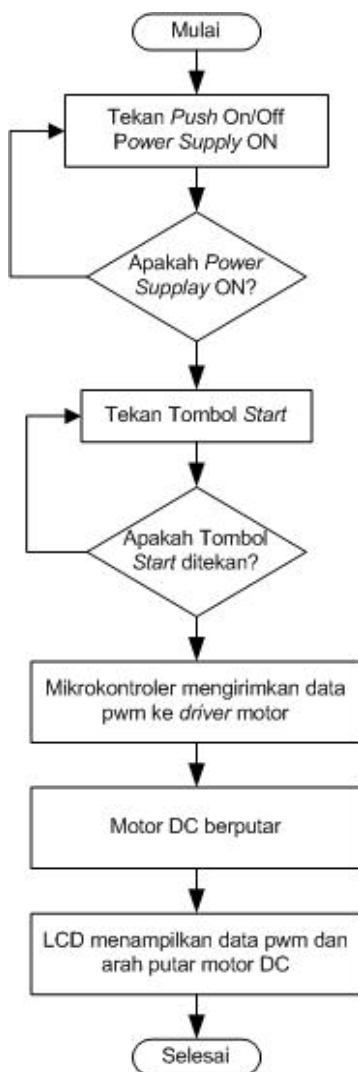 Mulai
Tekan Push On/Off
Power Supply ON
Apakah Power
Supplay ON?
Tekan Tombol Start
Apakah Tombol
Start ditekan?
Mikrokontroler mengirimkan data
pwm ke driver motor
Motor DC berputar
LCD menampilkan data pwm dan
arah putar motor DC
Selesai